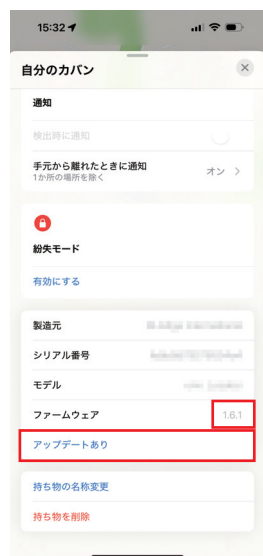 15:32
自分のカバン
通知
検出時に通知
手元から離れたときに通知
1か所の場所を除く
オン
紛失モード
有効にする
製造元
シリアル番号
モデル
ファームウェア 1.6.1
アップデートあり
持ち物の名称変更
持ち物を削除